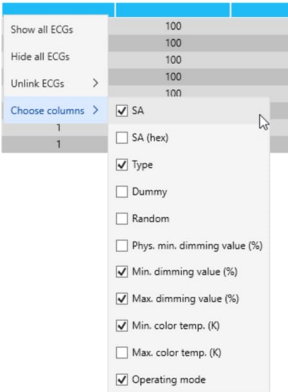 100
Show all ECGs
100
Hide all ECGs
100
100
Unlink ECGs
100
Choose columns
SA
1
SA (hex)
1
Type
Dummy
Random
Phys. min. dimming value (%)
Min. dimming value (%)
Max. dimming value (%)
Min. color temp. (K)
Max. color temp. (K)
Operating mode